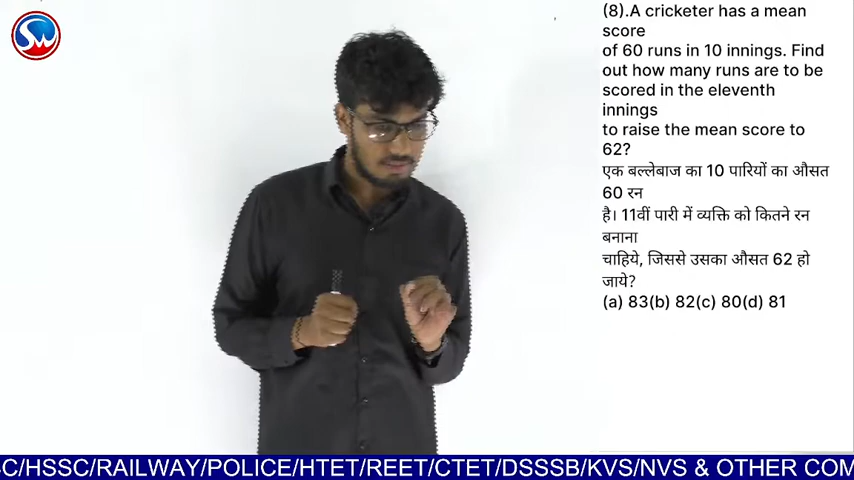 SW
(8).A cricketer has a mean
score
of 60 runs in 10 innings. Find
out how many runs are to be
scored in the eleventh
innings
to raise the mean score to
62?
एक बल्लेबाज का 10 पारियों का औसत
60 रन
है। 11वीं पारी में व्यक्ति को कितने रन
बनाना
चाहिये, जिससे उसका औसत 62 हो
जाये?
(a) 83(b) 82(c) 80(d) 81
C/HSSC/RAILWAY/POLICE/HTET/REET/CTET/DSSSB/KVS/NVS & OTHER COM